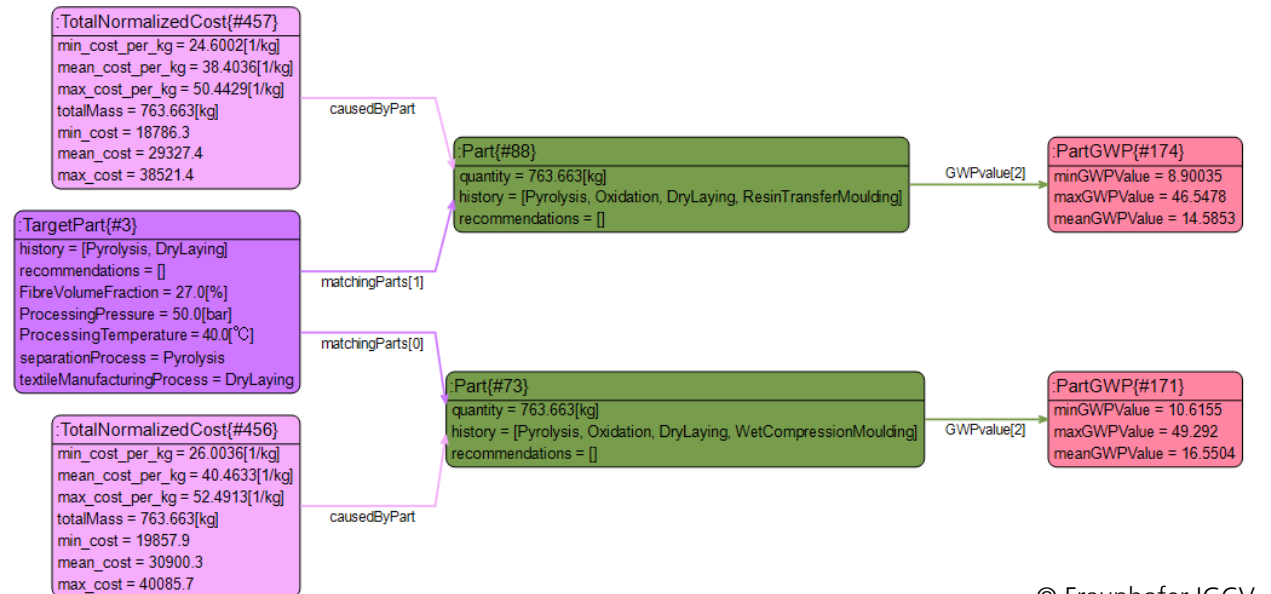 :TotalNormalizedCost{#457}
min_cost_per_kg = 24.6002[1/kg]
mean_cost_per_kg = 38.4036[1/kg]
max_cost_per_kg = 50.4429[1/kg]
totalMass = 763.663[kg]
min_cost = 18786.3
mean_cost = 29327.4
max_cost = 38521.4
causedByPart
:Part{#88}
quantity = 763.663[kg]
history = [Pyrolysis, Oxidation, DryLaying, ResinTransferMoulding]
recommendations = []
GWPvalue[2]
:PartGWP{#174}
minGWPValue = 8.90035
maxGWPValue = 46.5478
meanGWPValue = 14.5853
:TargetPart{#3}
history = [Pyrolysis, DryLaying]
recommendations = []
FibreVolumeFraction = 27.0[%]
ProcessingPressure = 50.0[bar]
ProcessingTemperature = 40.0[℃]
separationProcess = Pyrolysis
textileManufacturingProcess = DryLaying
matchingParts[1]
matchingParts[0]
:Part{#73}
quantity = 763.663[kg]
history = [Pyrolysis, Oxidation, DryLaying, WetCompressionMoulding]
recommendations = []
GWPvalue[2]
:PartGWP{#171}
minGWPValue = 10.6155
maxGWPValue = 49.292
meanGWPValue = 16.5504
:TotalNormalizedCost{#456}
min_cost_per_kg = 26.0036[1/kg]
mean_cost_per_kg = 40.4633[1/kg]
max_cost_per_kg = 52.4913[1/kg]
totalMass = 763.663[kg]
min_cost = 19857.9
mean_cost = 30900.3
max_cost = 40085.7
causedByPart
© Fraunhofer IGCV